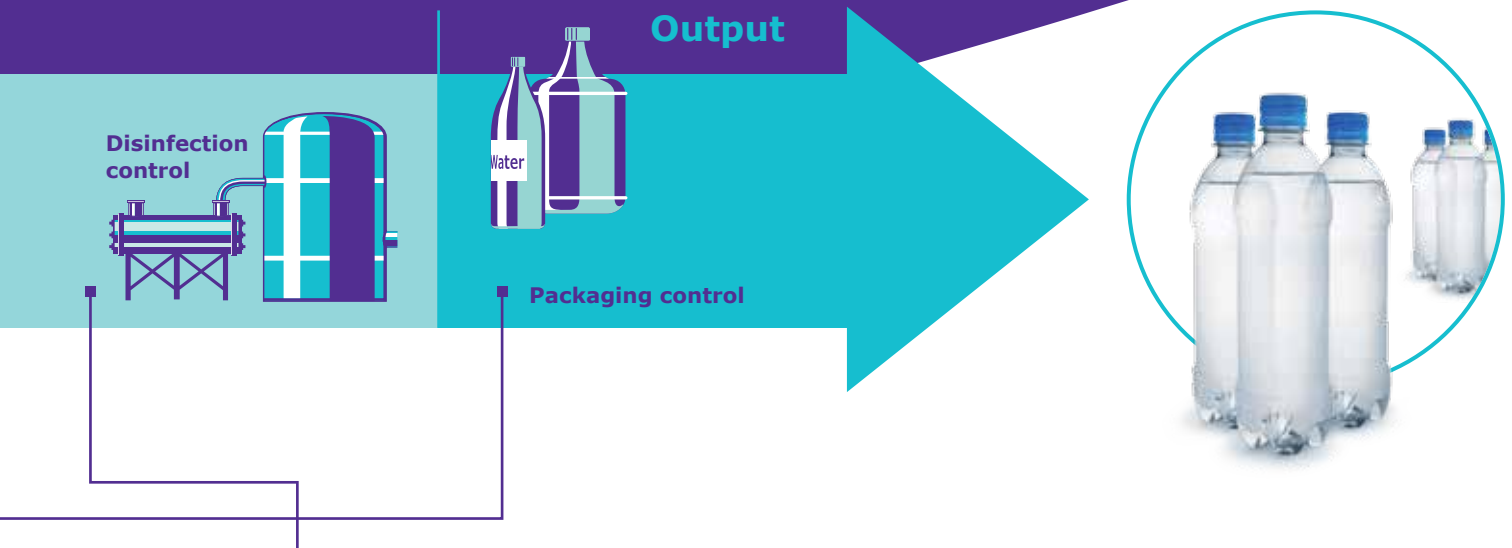 Output
Disinfection
control
Water
Packaging control